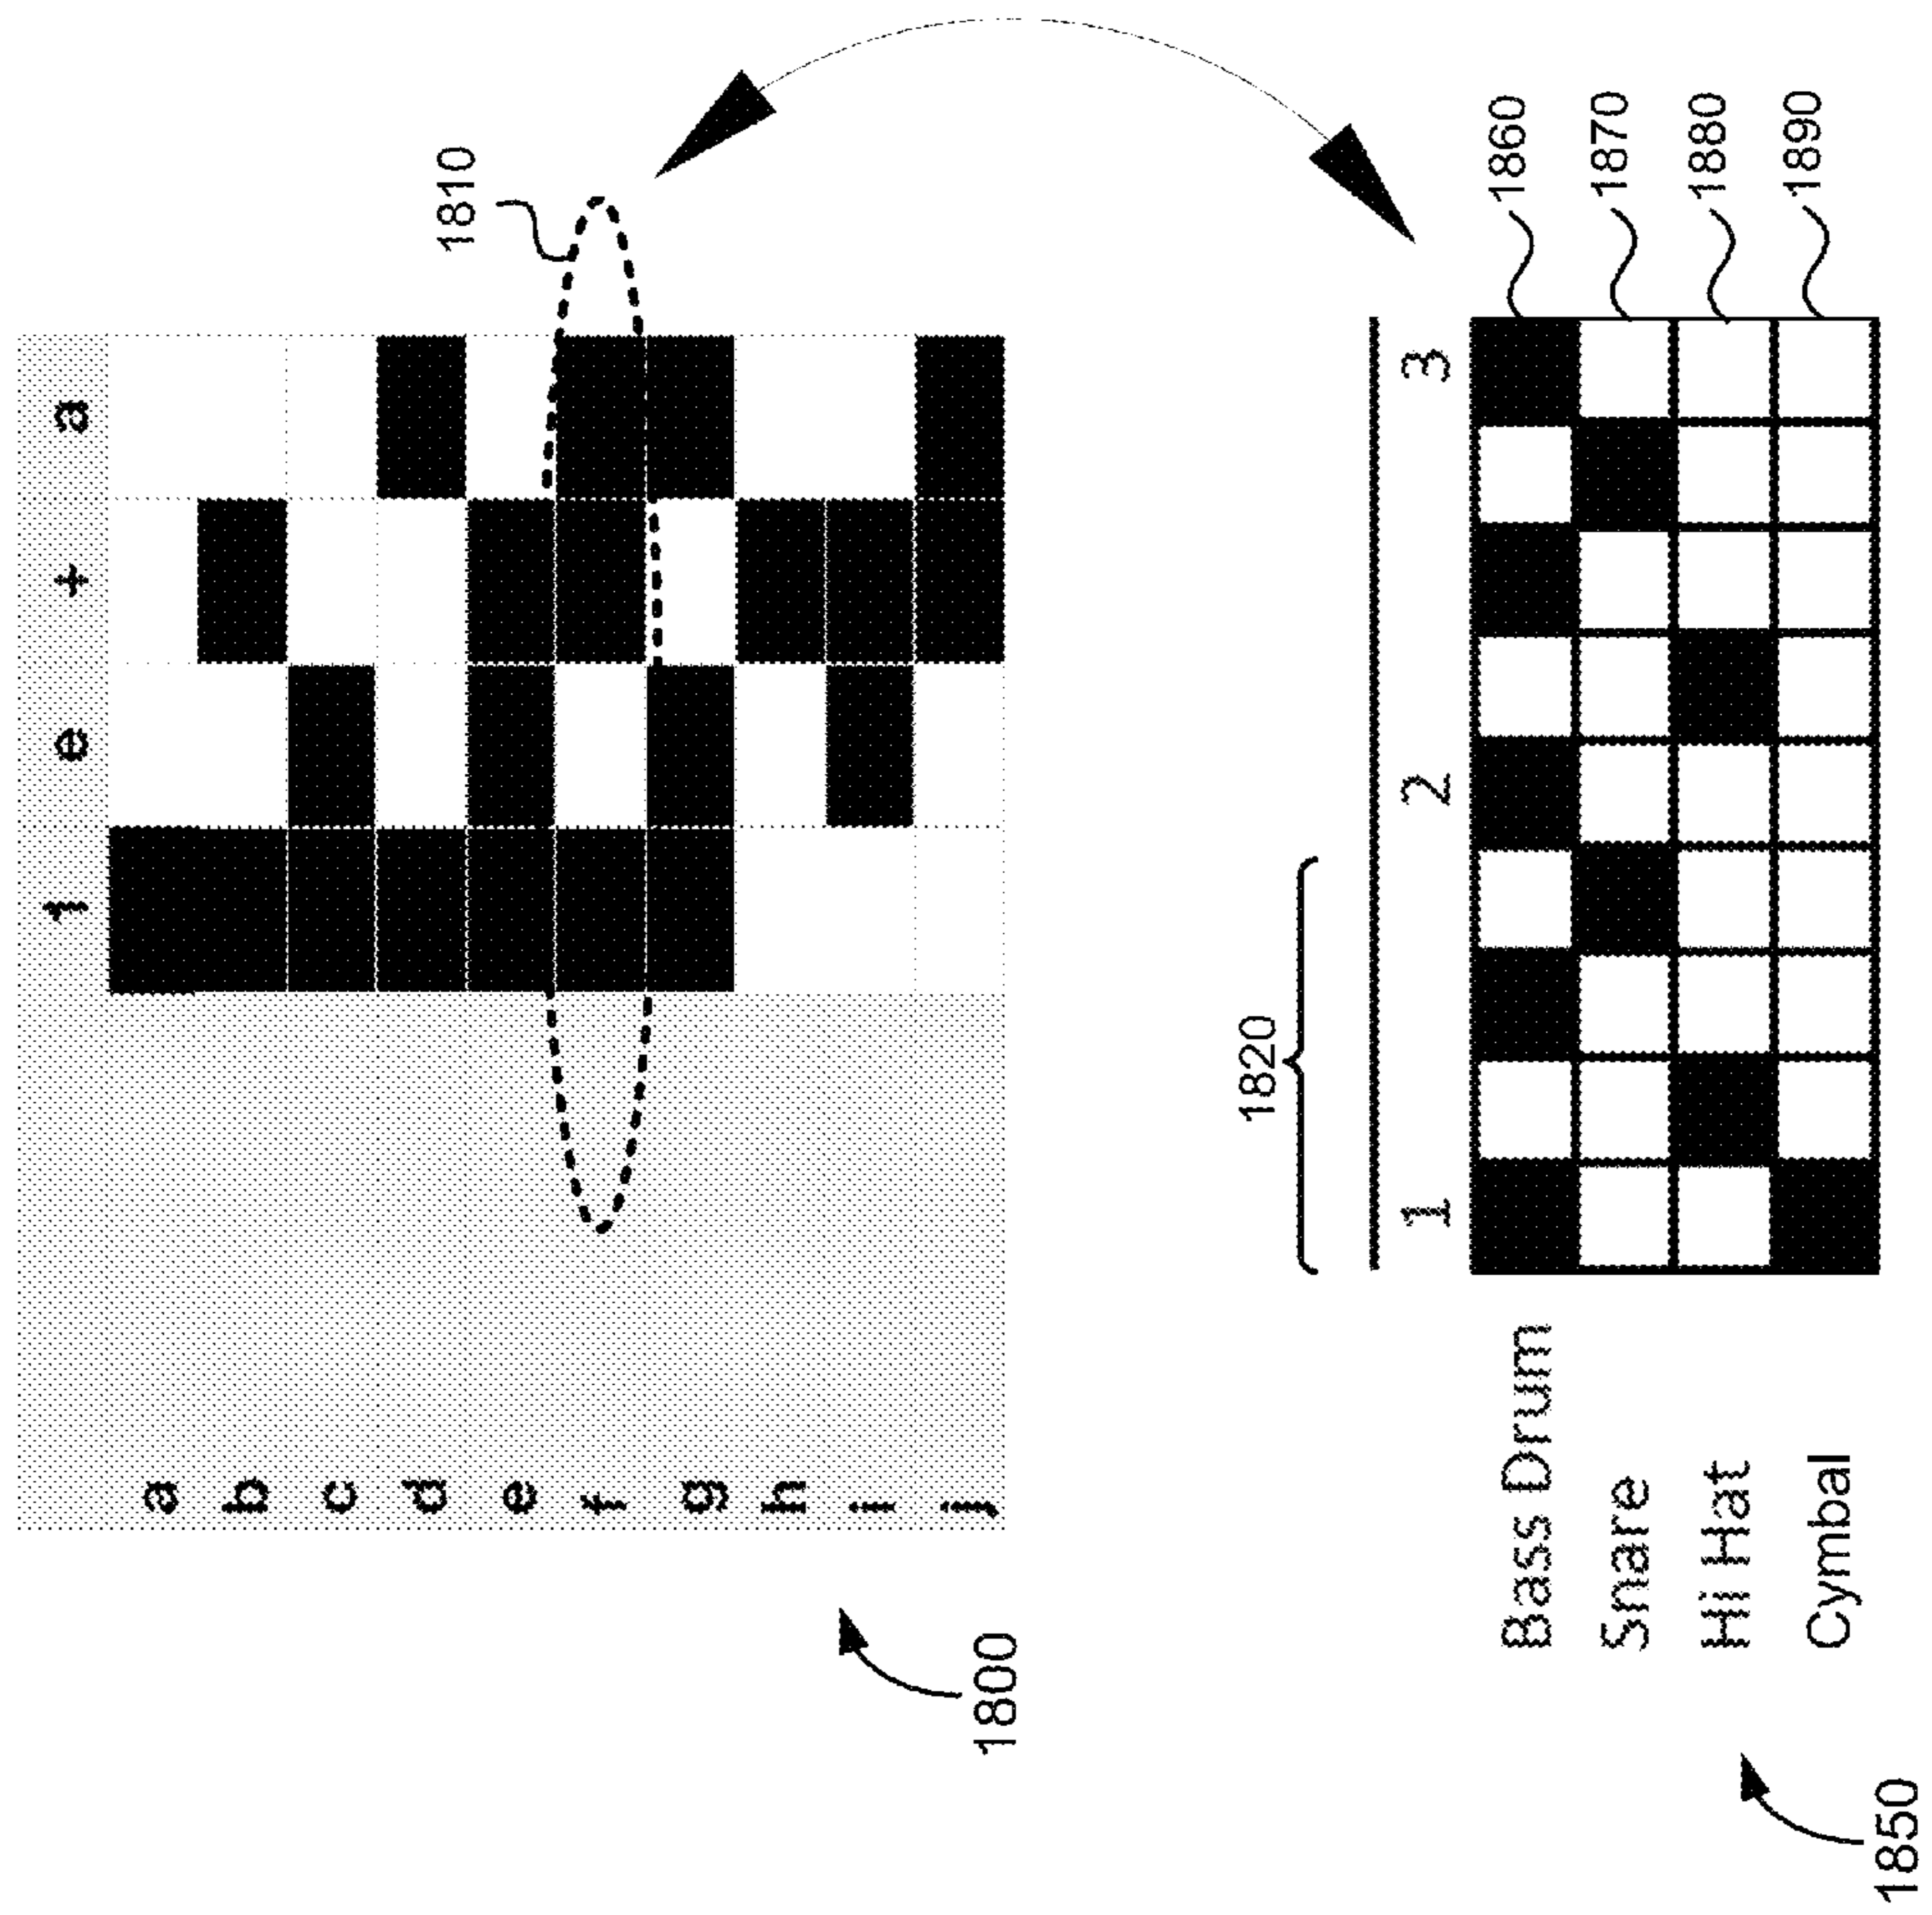 1 e + a
a
b
c
d
e
f
g
h
i
j
1810
1800
1820
1 2 3
Bass Drum
1860
Snare
1870
Hi Hat
1880
Cymbal
1890
1850